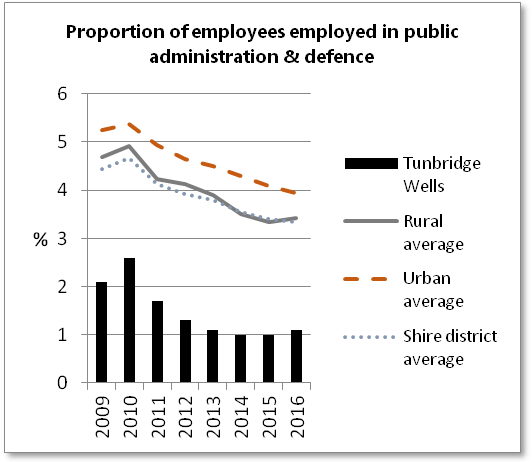 Proportion of employees employed in public
administration & defence
6
5
4
3
2
1
0
%
2009
2010
2011
2012
2013
2014
2015
2016
Tunbridge
Wells
Rural
average
Urban
average
Shire district
average